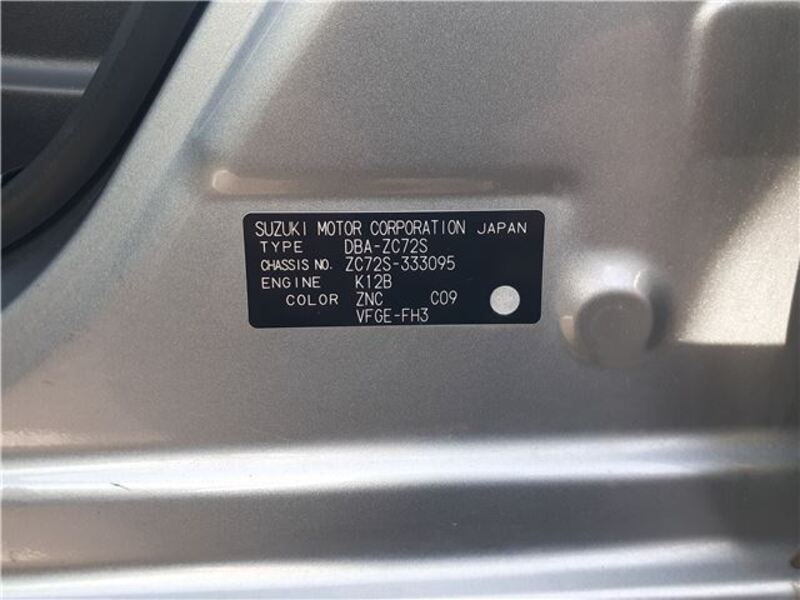 SUZUKI MOTOR CORPORATION JAPAN
TYPE DBA-ZC72S
CHASSIS NO. ZC72S-333095
ENGINE K12B
COLOR ZNC C09
VFGE-FH3